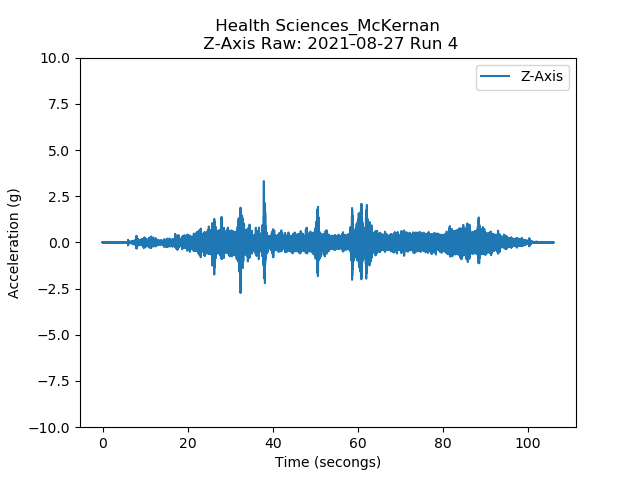 Health Sciences_McKernan
Z-Axis Raw: 2021-08-27 Run 4
Z-Axis
10.0
7.5
5.0
2.5
0.0
−2.5
−5.0
−7.5
−10.0
Acceleration (g)
0 20 40 60 80 100
Time (secongs)